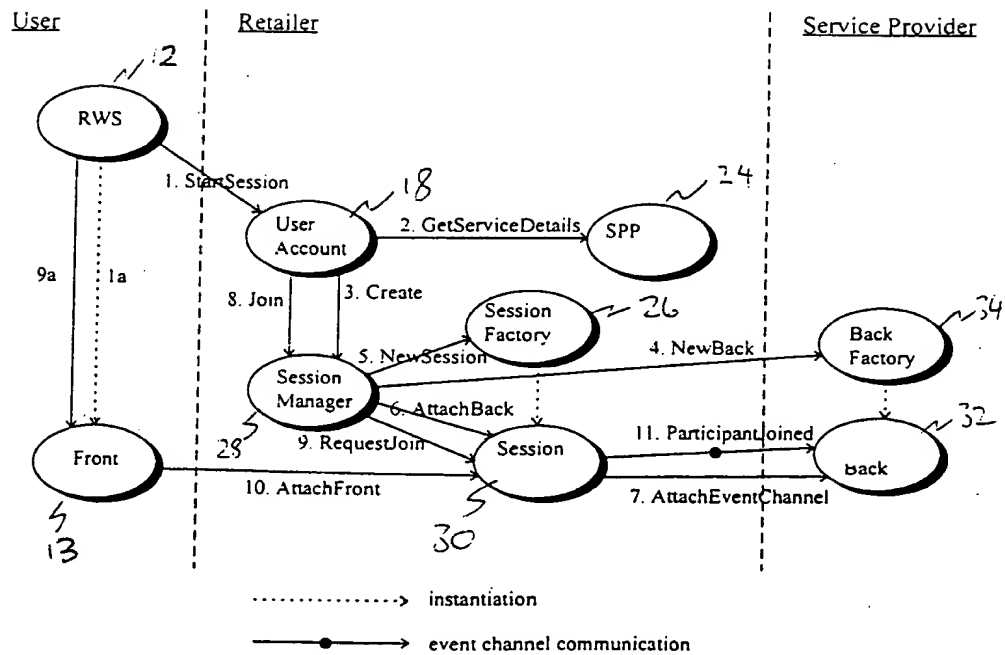 User
Retailer
Service Provider
12
RWS
1. StartSession
18
24
User
Account
2. GetServiceDetails
SPP
9a
1a
8. Join
3. Create
Session
Factory
26
34
5. NewSession
4. NewBack
Back
Factory
Session
Manager
6. AttachBack
28
9. RequestJoin
32
Front
Session
11. ParticipantJoined
Back
10. AttachFront
7. AttachEventChannel
13
30
instantiation
event channel communication